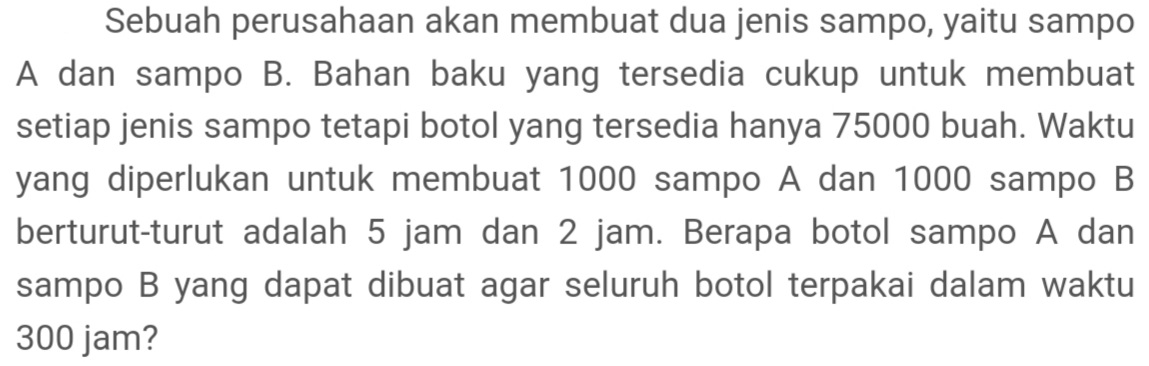 Sebuah perusahaan akan membuat dua jenis sampo, yaitu sampo
A dan sampo B. Bahan baku yang tersedia cukup untuk membuat
setiap jenis sampo tetapi botol yang tersedia hanya 75000 buah. Waktu
yang diperlukan untuk membuat 1000 sampo A dan 1000 sampo B
berturut-turut adalah 5 jam dan 2 jam. Berapa botol sampo A dan
sampo B yang dapat dibuat agar seluruh botol terpakai dalam waktu
300 jam?